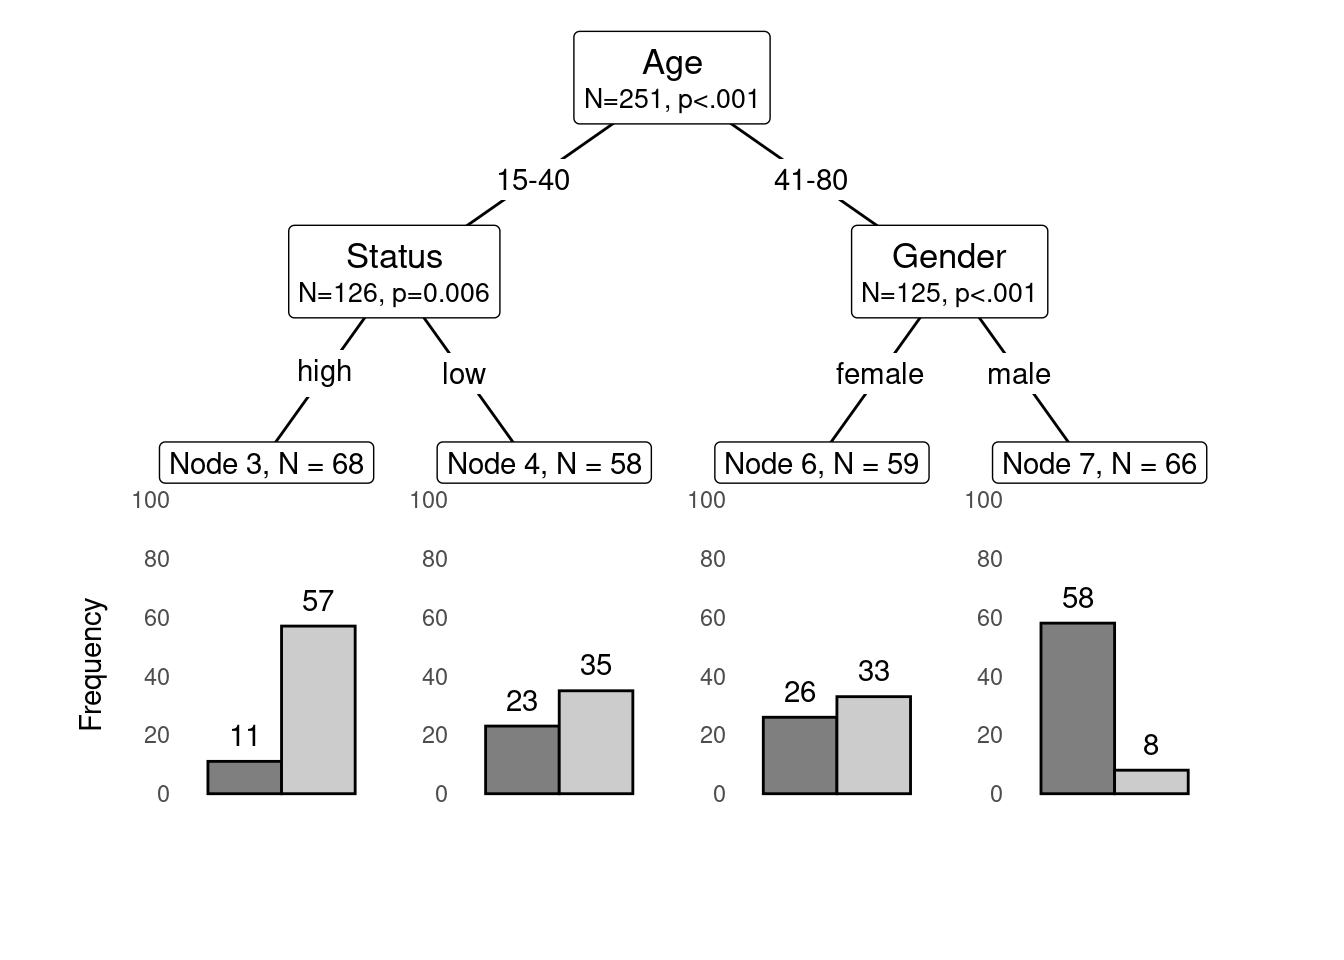 Age
N=251, p<.001
15-40
41-80
Status
N=126, p=0.006
Gender
N=125, p<.001
high
low
female
male
Node 3, N = 68
Node 4, N = 58
Node 6, N = 59
Node 7, N = 66
Frequency
100
80
60
40
20
0
11
57
100
80
60
40
20
0
23
35
100
80
60
40
20
0
26
33
100
80
60
40
20
0
58
8